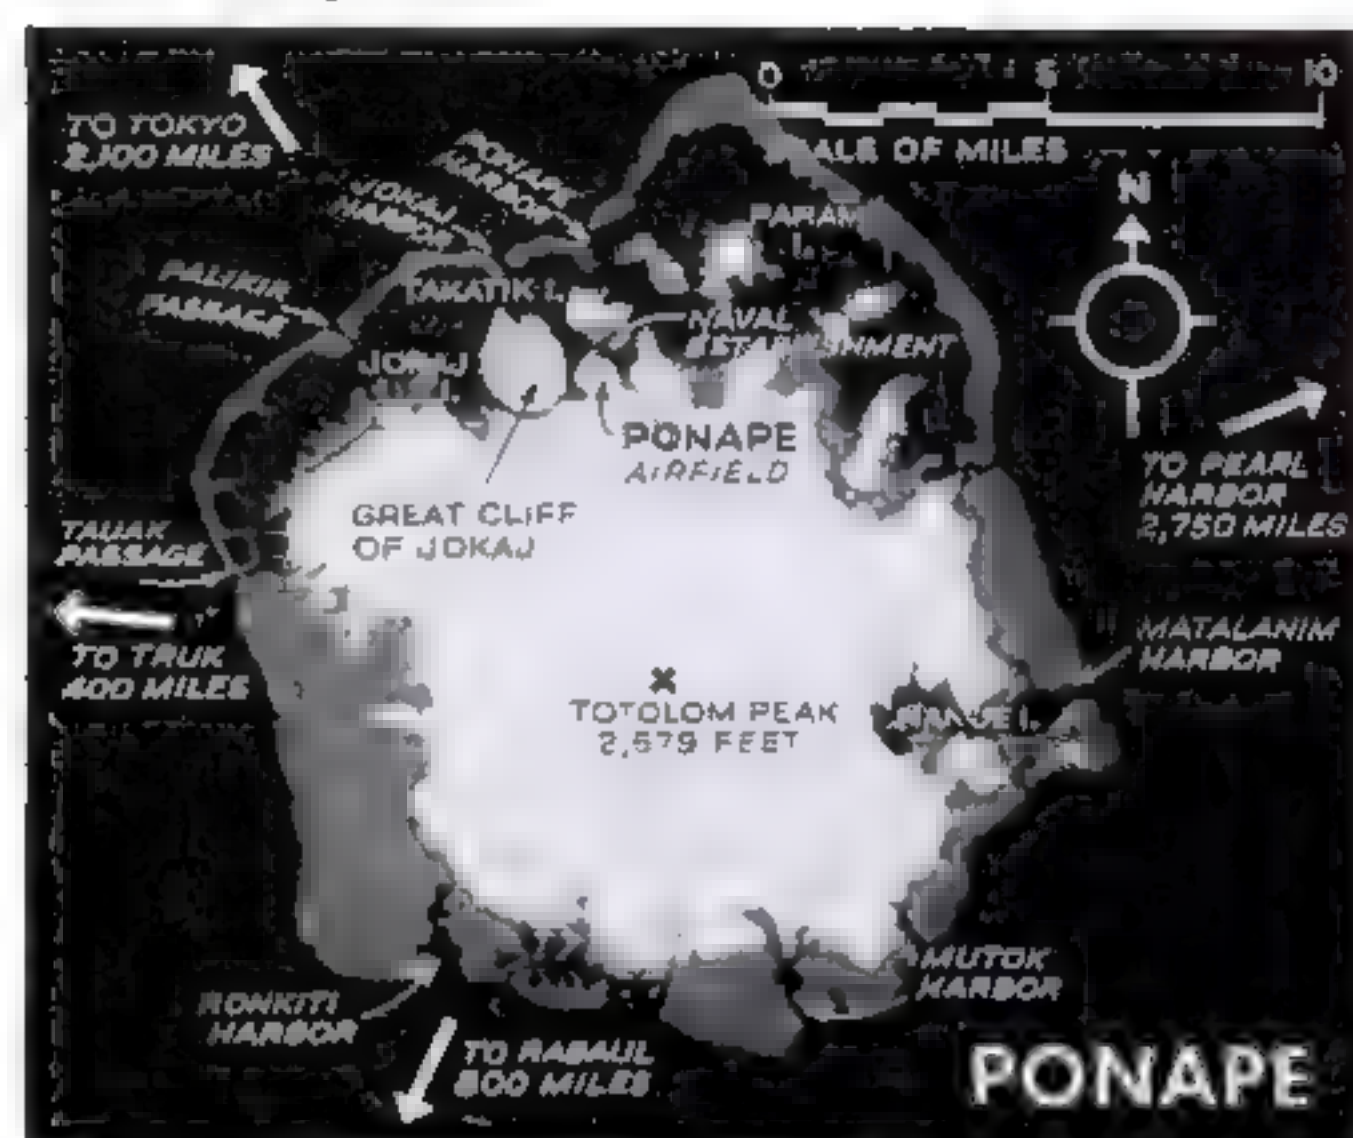 0 5 10
SCALE OF MILES
N
TO TOKYO
2,100 MILES
PONAPE
HARBOR
JOKAJ
HARBOR
PARAM
I.
PALIKIR
PASSAGE
TAKATIK I.
NAVAL
ESTABLISHMENT
JOKAJ
I.
PONAPE
AIRFIELD
TO PEARL
HARBOR
2,750 MILES
GREAT CLIFF
OF JOKAJ
TAUAK
PASSAGE
TO TRUK
400 MILES
MATALANIM
HARBOR
TOTOLOM PEAK
2,579 FEET
I.
MUTOK
HARBOR
RONKITI
HARBOR
TO RABAUL
800 MILES
PONAPE